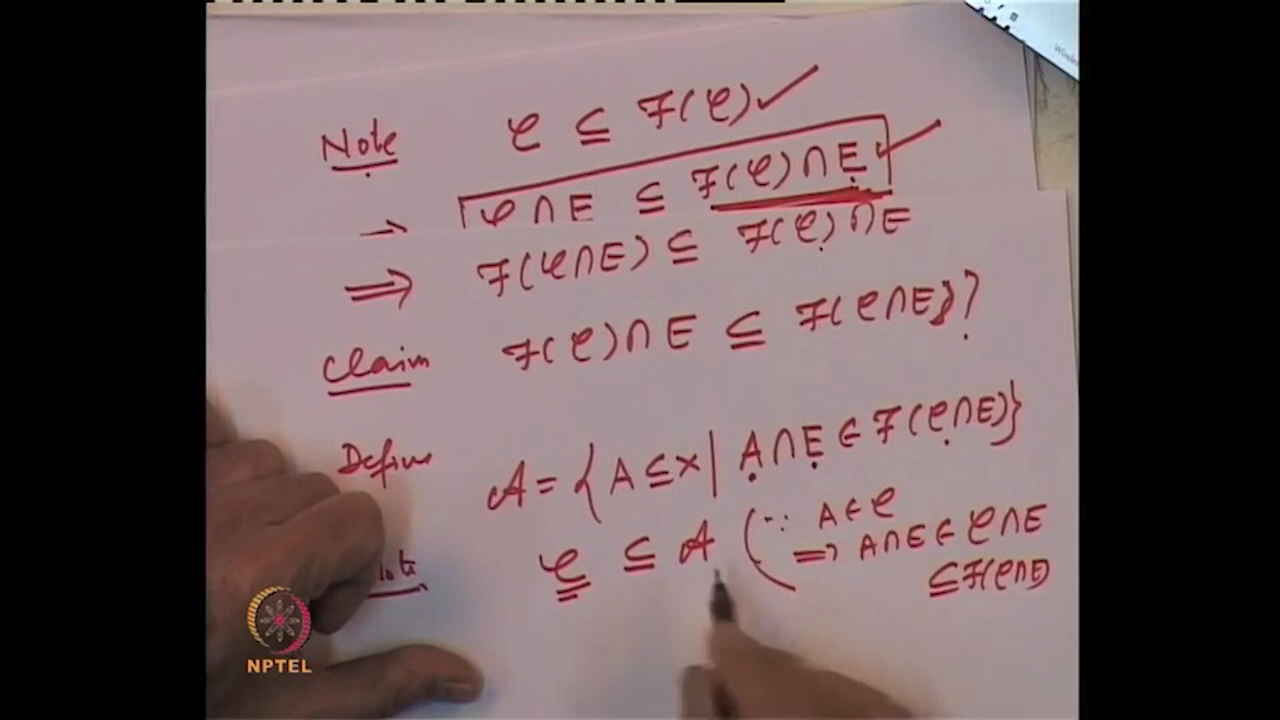 Note C ⊆ F(C) ✓
→ C ∩ E ⊆ F(C) ∩ E ✓
⇒ F(C∩E) ⊆ F(C) ∩ E
Claim F(C) ∩ E ⊆ F(C∩E)?
Define A = {A ⊆ X | A∩E ∈ F(C∩E)}
C ⊆ A (∵ A ∈ C
⇒ A∩E ∈ C∩E
⊆ F(C∩E)
NPTEL